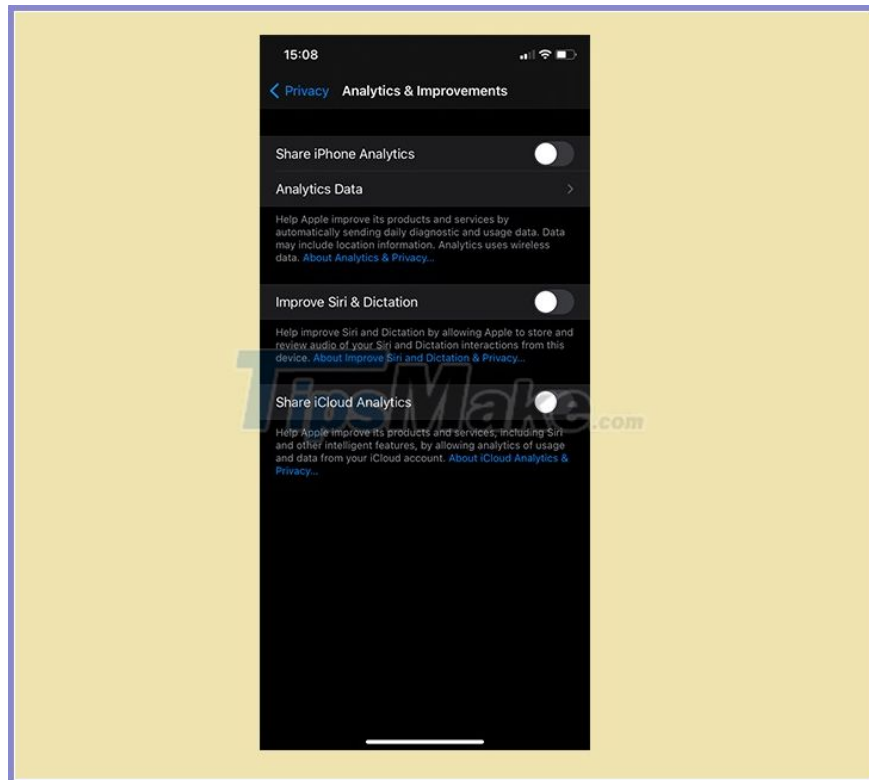 15:08
Privacy Analytics & Improvements
Share iPhone Analytics
Analytics Data
Help Apple improve its products and services by
automatically sending daily diagnostic and usage data. Data
may include location information. Analytics uses wireless
data. About Analytics & Privacy...
Improve Siri & Dictation
Help improve Siri and Dictation by allowing Apple to store and
review audio of your Siri and Dictation interactions from this
device. About Improve Siri and Dictation & Privacy...
TipsMake.com
Share iCloud Analytics
Help Apple improve its products and services, including Siri
and other intelligent features, by allowing analytics of usage
and data from your iCloud account. About iCloud Analytics &
Privacy...